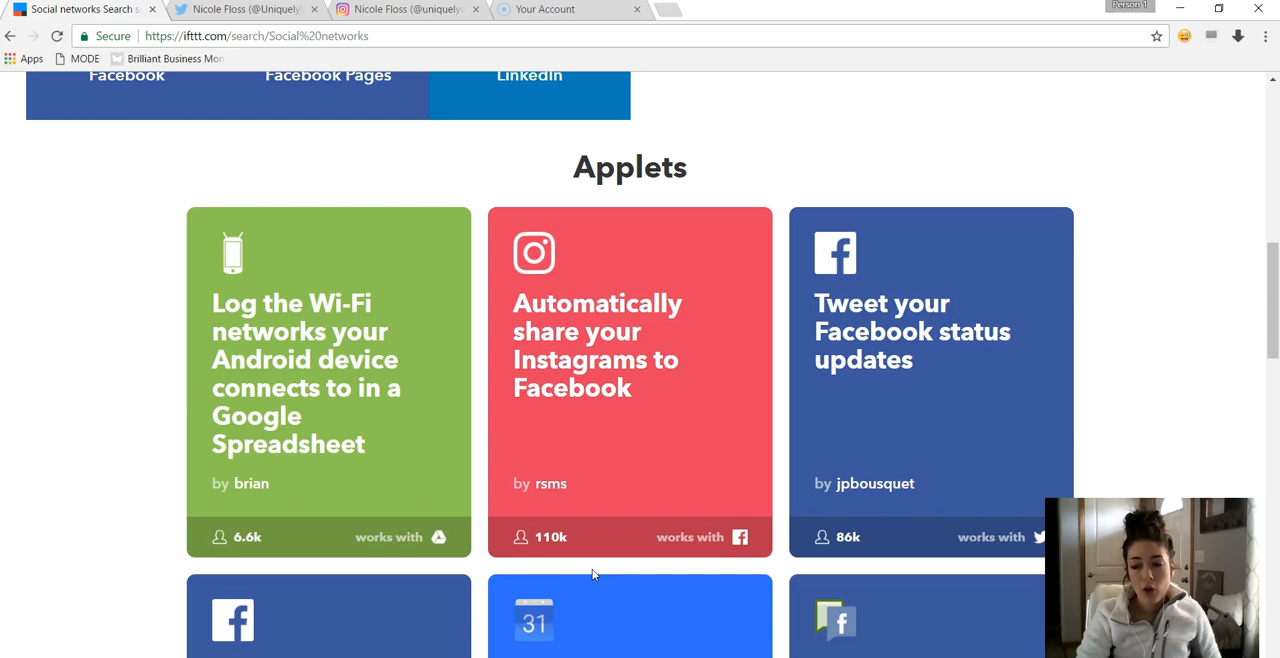 Social networks Search s
Nicole Floss (@Uniquely
Nicole Floss (@uniquely
Your Account
Person 1
Secure
https://ifttt.com/search/Social%20networks
Apps
MODE
Brilliant Business Mon
Facebook
Facebook Pages
LinkedIn
Applets
Log the Wi-Fi
networks your
Android device
connects to in a
Google
Spreadsheet
by brian
6.6k
works with
Automatically
share your
Instagrams to
Facebook
by rsms
110k
works with
Tweet your
Facebook status
updates
by jpbousquet
86k
works with
31